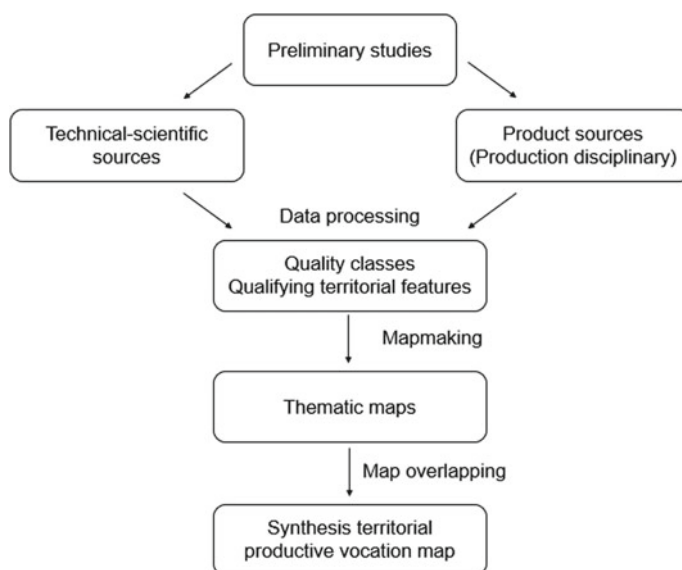 Preliminary studies
Technical-scientific
sources
Product sources
(Production disciplinary)
Data processing
Quality classes
Qualifying territorial features
Mapmaking
Thematic maps
Map overlapping
Synthesis territorial
productive vocation map